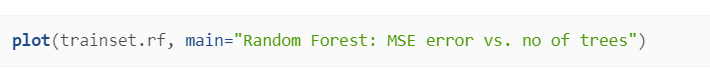 plot(trainset.rf, main="Random Forest: MSE error vs. no of trees")